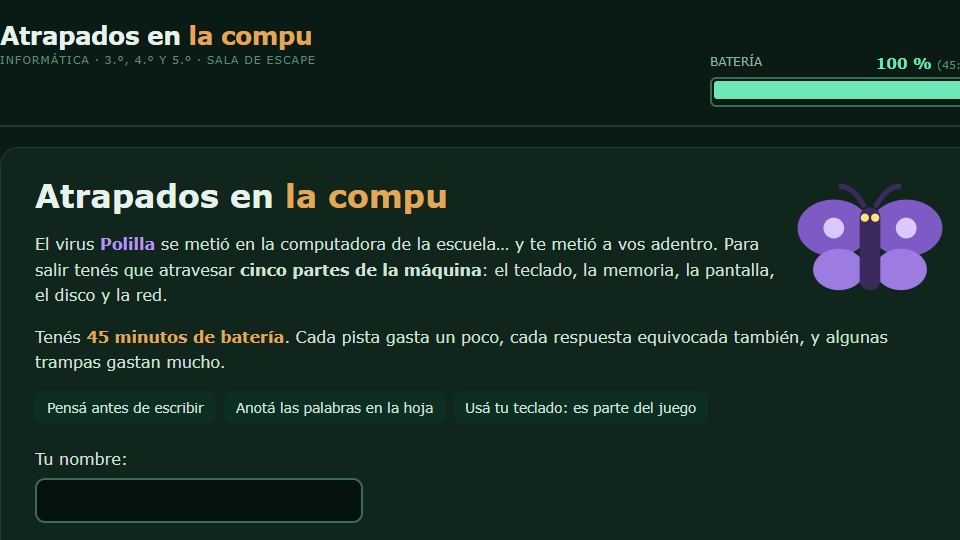 Atrapados en la compu
INFORMÁTICA · 3.º, 4.º Y 5.º · SALA DE ESCAPE
BATERÍA
100 % (45:
Atrapados en la compu
El virus Polilla se metió en la computadora de la escuela... y te metió a vos adentro. Para
salir tenés que atravesar cinco partes de la máquina: el teclado, la memoria, la pantalla,
el disco y la red.
Tenés 45 minutos de batería. Cada pista gasta un poco, cada respuesta equivocada también, y algunas
trampas gastan mucho.
Pensá antes de escribir
Anotá las palabras en la hoja
Usá tu teclado: es parte del juego
Tu nombre: